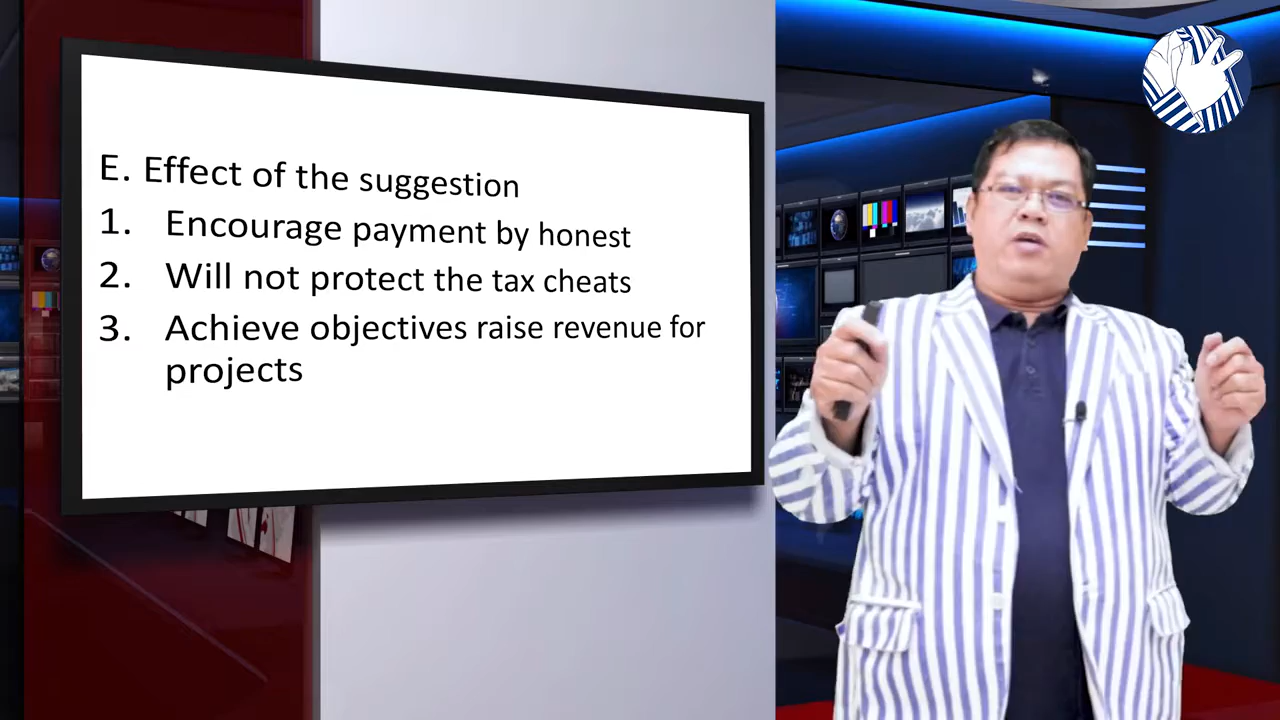 E. Effect of the suggestion
1. Encourage payment by honest
2. Will not protect the tax cheats
3. Achieve objectives raise revenue for
projects